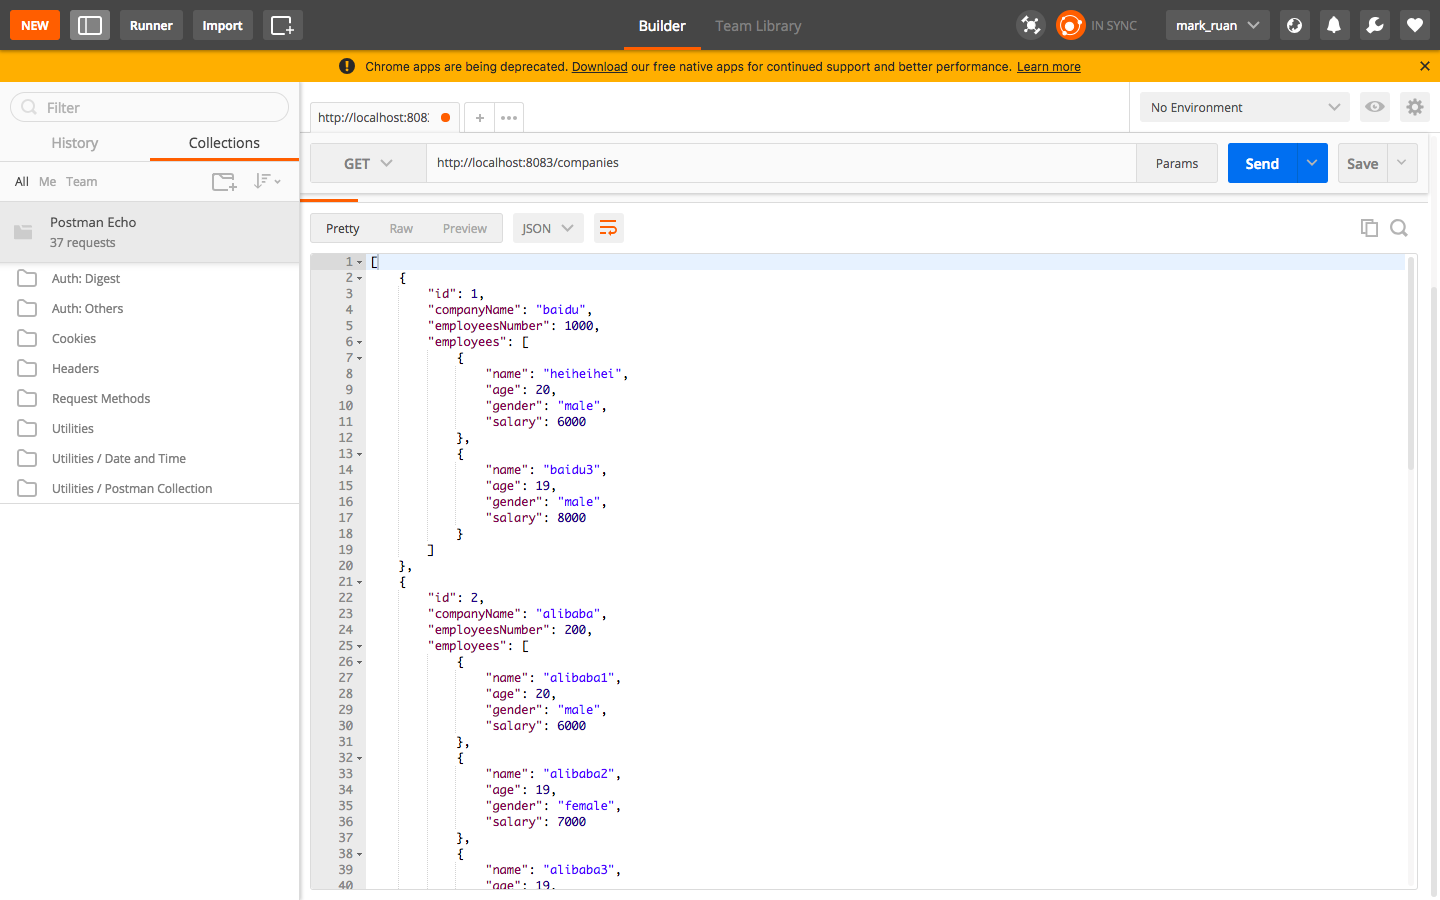 NEW Runner Import Builder Team Library IN SYNC mark_ruan
Chrome apps are being deprecated. Download our free native apps for continued support and better performance. Learn more
Filter
History Collections
All Me Team
Postman Echo
37 requests
Auth: Digest
Auth: Others
Cookies
Headers
Request Methods
Utilities
Utilities / Date and Time
Utilities / Postman Collection
http://localhost:808 + ••• No Environment
GET http://localhost:8083/companies Params Send Save
Pretty Raw Preview JSON
1 [
2 {
3 "id": 1,
4 "companyName": "baidu",
5 "employeesNumber": 1000,
6 "employees": [
7 {
8 "name": "heiheihei",
9 "age": 20,
10 "gender": "male",
11 "salary": 6000
12 },
13 {
14 "name": "baidu3",
15 "age": 19,
16 "gender": "male",
17 "salary": 8000
18 }
19 ]
20 },
21 {
22 "id": 2,
23 "companyName": "alibaba",
24 "employeesNumber": 200,
25 "employees": [
26 {
27 "name": "alibaba1",
28 "age": 20,
29 "gender": "male",
30 "salary": 6000
31 },
32 {
33 "name": "alibaba2",
34 "age": 19,
35 "gender": "female",
36 "salary": 7000
37 },
38 {
39 "name": "alibaba3",
40 "age": 19,